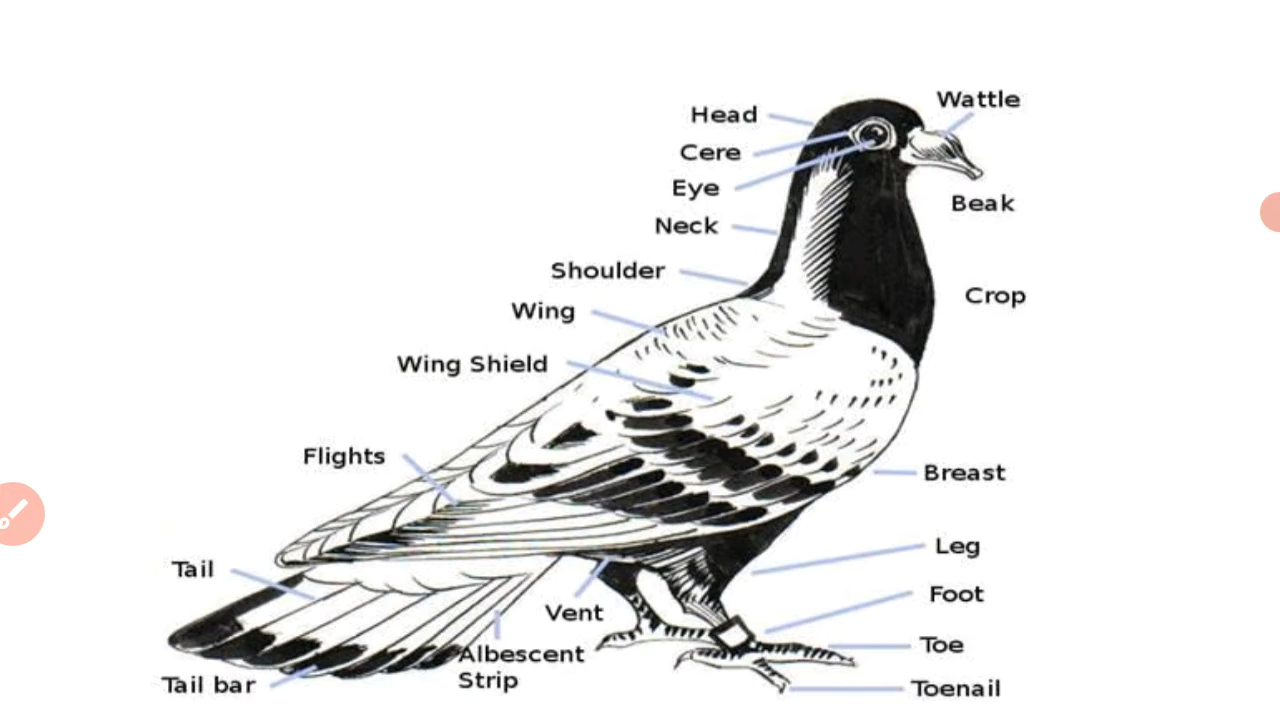 Wattle
Head
Cere
Eye
Beak
Neck
Shoulder
Crop
Wing
Wing Shield
Flights
Breast
Leg
Tail
Foot
Vent
Toe
Albescent
Strip
Tail bar
Toenail